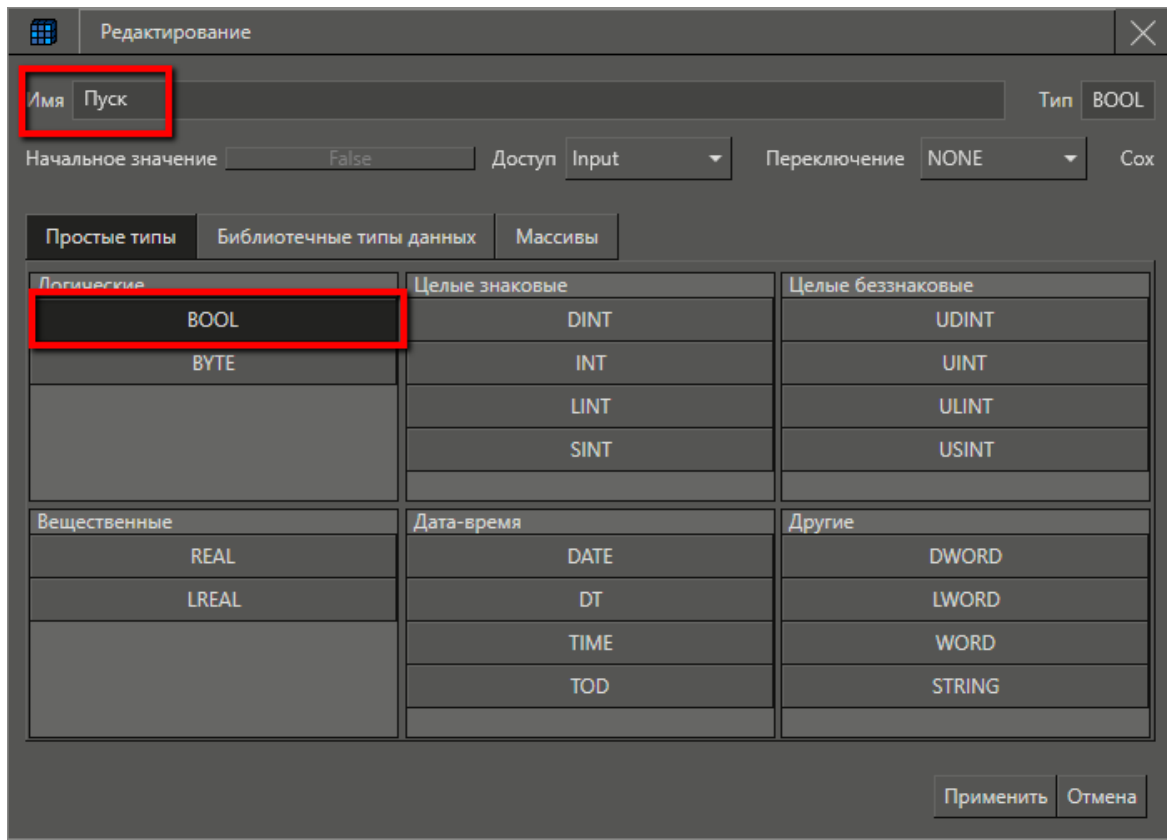 Редактирование
Имя Пуск Тип BOOL
Начальное значение False Доступ Input Переключение NONE Сох
Простые типы Библиотечные типы данных Массивы
Логические Целые знаковые Целые беззнаковые
BOOL DINT UDINT
BYTE INT UINT
LINT ULINT
SINT USINT
Вещественные Дата-время Другие
REAL DATE DWORD
LREAL DT LWORD
TIME WORD
TOD STRING
Применить Отмена